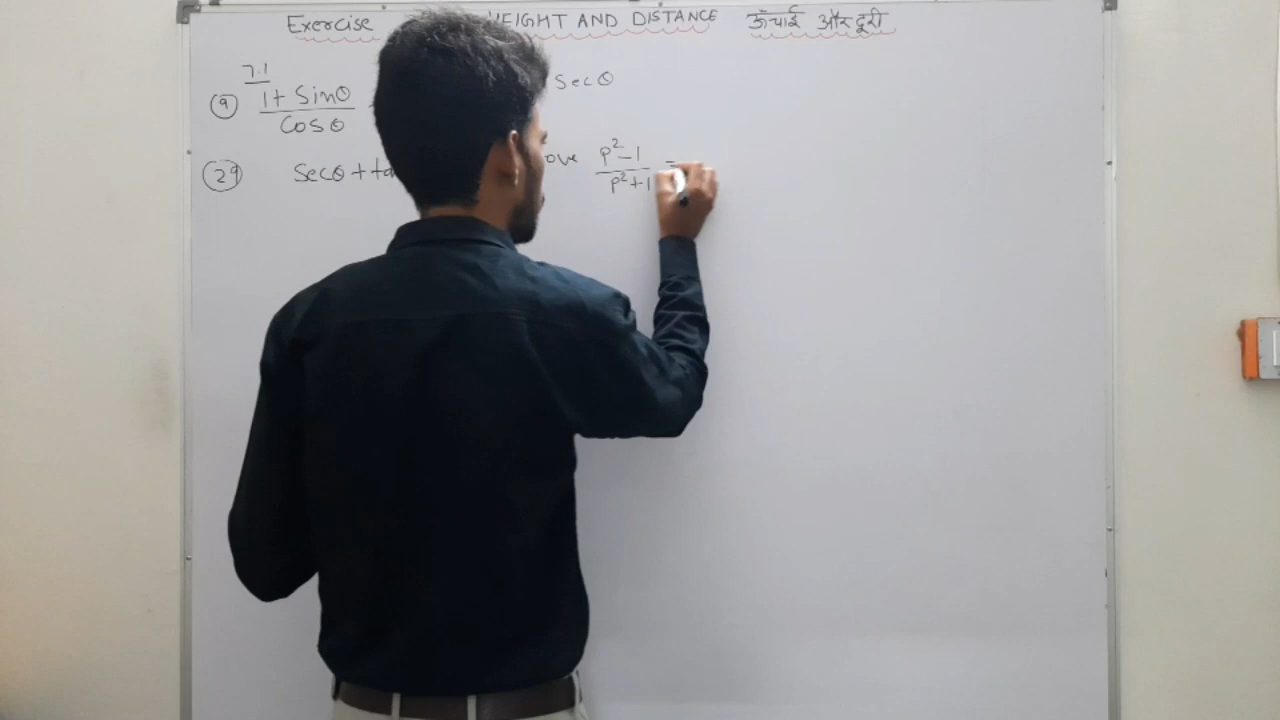 Exercise HEIGHT AND DISTANCE ऊँचाई और दूरी
7.1
(9) 1+ Sinθ / Cosθ Secθ
(29) Secθ + ta ove p²-1 / p²+1 =